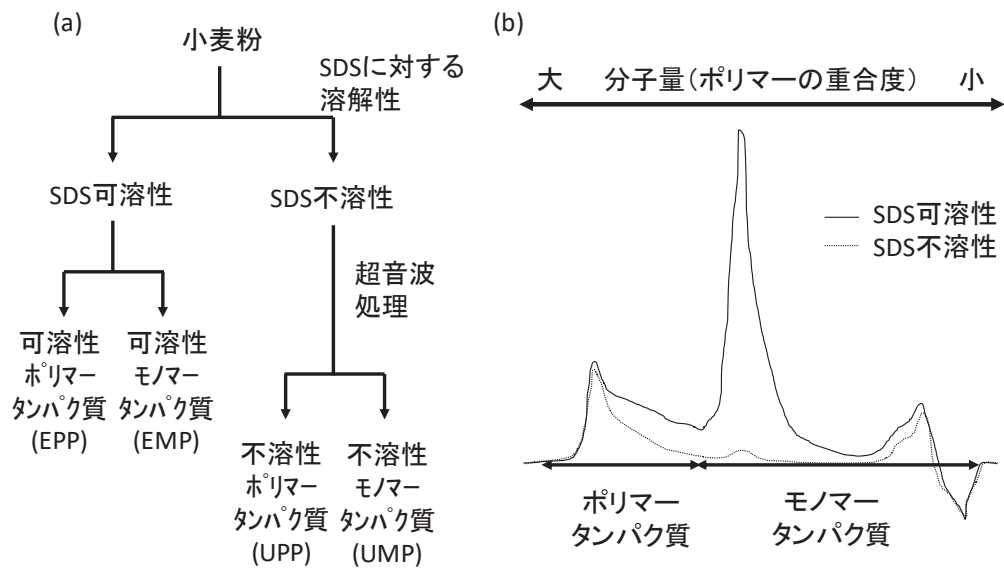 (a)
小麦粉
SDSに対する
溶解性
SDS可溶性
SDS不溶性
超音波
処理
可溶性
ﾎﾟﾘﾏｰ
ﾀﾝﾊﾟｸ質
(EPP)
可溶性
ﾓﾉﾏｰ
ﾀﾝﾊﾟｸ質
(EMP)
不溶性
ﾎﾟﾘﾏｰ
ﾀﾝﾊﾟｸ質
(UPP)
不溶性
ﾓﾉﾏｰ
ﾀﾝﾊﾟｸ質
(UMP)
(b)
大 分子量(ポリマーの重合度) 小
SDS可溶性
SDS不溶性
ポリマー
タンパク質
モノマー
タンパク質